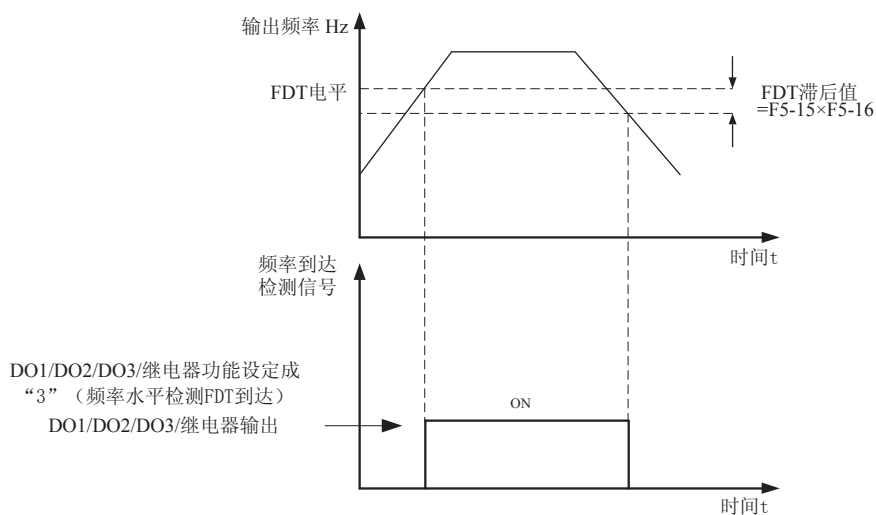 输出频率 Hz
FDT电平
FDT滞后值
=F5-15×F5-16
时间t
频率到达
检测信号
DO1/DO2/DO3/继电器功能设定成
“3”（频率水平检测FDT到达）
DO1/DO2/DO3/继电器输出
ON
时间t